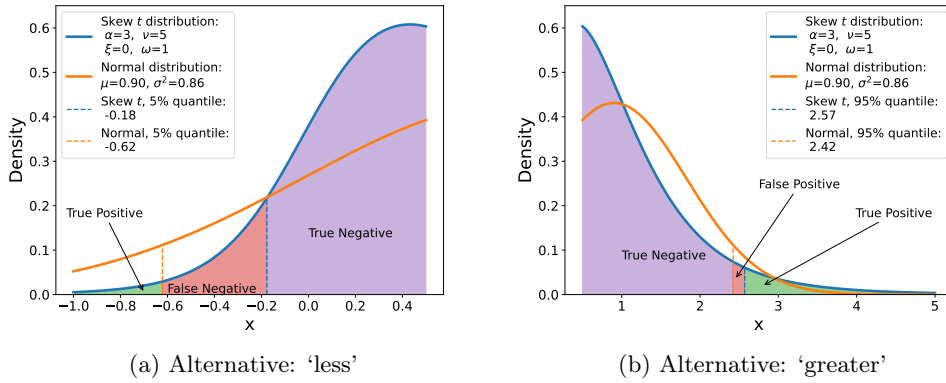 Skew t distribution:
α=3, ν=5
ξ=0, ω=1
Normal distribution:
μ=0.90, σ²=0.86
Skew t, 5% quantile:
-0.18
Normal, 5% quantile:
-0.62
0.6
0.5
0.4
0.3
0.2
0.1
0.0
Density
True Positive
False Negative
True Negative
−1.0 −0.8 −0.6 −0.4 −0.2 0.0 0.2 0.4
x
(a) Alternative: ‘less’
Skew t distribution:
α=3, ν=5
ξ=0, ω=1
Normal distribution:
μ=0.90, σ²=0.86
Skew t, 95% quantile:
2.57
Normal, 95% quantile:
2.42
0.6
0.5
0.4
0.3
0.2
0.1
0.0
Density
False Positive
True Positive
True Negative
1 2 3 4 5
x
(b) Alternative: ‘greater’